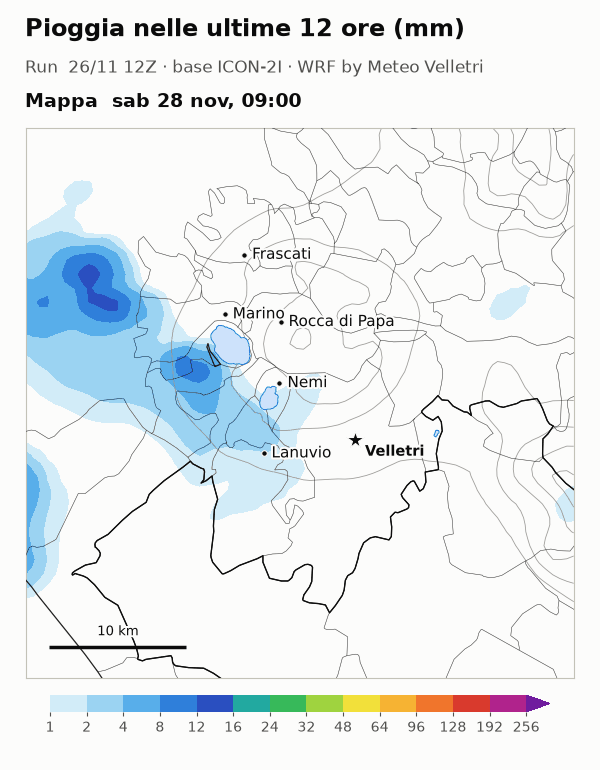 Pioggia nelle ultime 12 ore (mm)
Run 26/11 12Z · base ICON-2I · WRF by Meteo Velletri
Mappa sab 28 nov, 09:00
Frascati
Marino
Rocca di Papa
Nemi
Velletri
Lanuvio
10 km
1 2 4 8 12 16 24 32 48 64 96 128 192 256